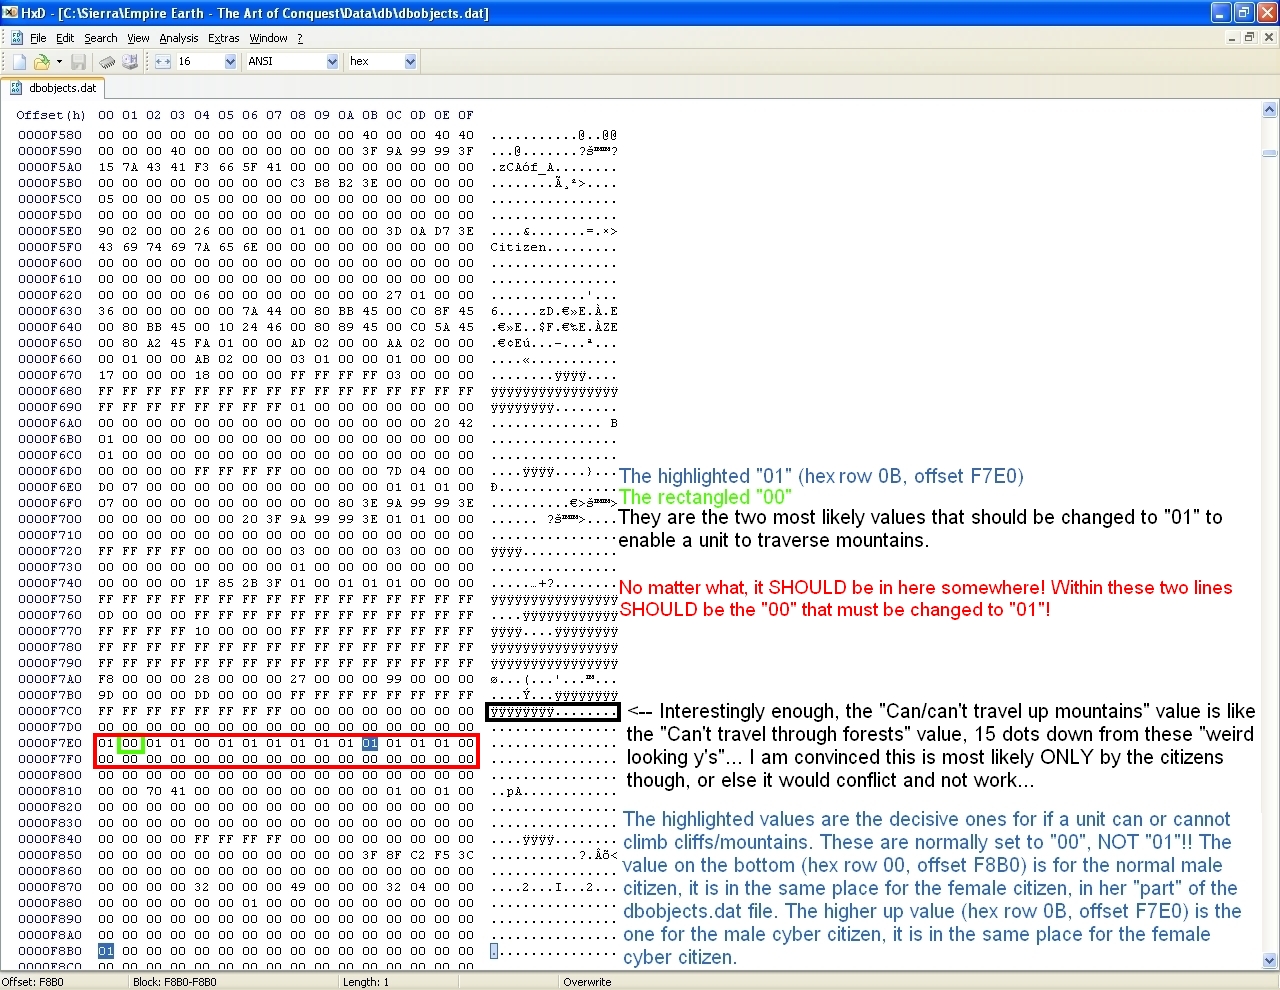 HxD - [C:\Sierra\Empire Earth - The Art of Conquest\Data\db\dbobjects.dat]
File Edit Search View Analysis Extras Window ?
16 ANSI hex
dbobjects.dat
Offset(h) 00 01 02 03 04 05 06 07 08 09 0A 0B 0C 0D 0E 0F
0000F580 00 00 00 00 00 00 00 00 00 00 00 40 00 00 40 40 ...........@..@@
0000F590 00 00 00 40 00 00 00 00 00 00 00 3F 9A 99 99 3F ...@.......?š™™?
0000F5A0 15 7A 43 41 F3 66 5F 41 00 00 00 00 00 00 00 00 .zCAóf_A........
0000F5B0 00 00 00 00 00 00 00 00 C3 B8 B2 3E 00 00 00 00 ........Ã¸²>....
0000F5C0 05 00 00 00 05 00 00 00 00 00 00 00 00 00 00 00 ................
0000F5D0 00 00 00 00 00 00 00 00 00 00 00 00 00 00 00 00 ................
0000F5E0 90 02 00 00 26 00 00 00 01 00 00 00 3D 0A D7 3E ....&.......=.×>
0000F5F0 43 69 74 69 7A 65 6E 00 00 00 00 00 00 00 00 00 Citizen.........
0000F600 00 00 00 00 00 00 00 00 00 00 00 00 00 00 00 00 ................
0000F610 00 00 00 00 00 00 00 00 00 00 00 00 00 00 00 00 ................
0000F620 00 00 00 00 06 00 00 00 00 00 00 00 27 01 00 00 ............'...
0000F630 36 00 00 00 00 00 7A 44 00 80 BB 45 00 C0 8F 45 6.....zD.€»E.À.E
0000F640 00 80 BB 45 00 10 24 46 00 80 89 45 00 C0 5A 45 .€»E..$F.€‰E.ÀZE
0000F650 00 80 A2 45 FA 01 00 00 AD 02 00 00 AA 02 00 00 .€¢Eú...-...ª...
0000F660 00 01 00 00 AB 02 00 00 03 01 00 00 01 00 00 00 ....«...........
0000F670 17 00 00 00 18 00 00 00 FF FF FF FF 03 00 00 00 ........ÿÿÿÿ....
0000F680 FF FF FF FF FF FF FF FF FF FF FF FF FF FF FF FF ÿÿÿÿÿÿÿÿÿÿÿÿÿÿÿÿ
0000F690 FF FF FF FF FF FF FF FF 01 00 00 00 00 00 00 00 ÿÿÿÿÿÿÿÿ........
0000F6A0 00 00 00 00 00 00 00 00 00 00 00 00 00 00 20 42 .............. B
0000F6B0 01 00 00 00 00 00 00 00 00 00 00 00 00 00 00 00 ................
0000F6C0 01 00 00 00 00 00 00 00 00 00 00 00 00 00 00 00 ................
0000F6D0 00 00 00 00 FF FF FF FF 00 00 00 00 7D 04 00 00 ....ÿÿÿÿ....}...
0000F6E0 D0 07 00 00 00 00 00 00 00 00 00 00 01 01 01 00 Ð...............
0000F6F0 07 00 00 00 00 00 00 00 00 00 80 3E 9A 99 99 3E ..........€>š™™>
0000F700 00 00 00 00 00 00 20 3F 9A 99 99 3E 01 01 00 00 ...... ?š™™>....
0000F710 00 00 00 00 00 00 00 00 00 00 00 00 00 00 00 00 ................
0000F720 FF FF FF FF 00 00 00 00 03 00 00 00 03 00 00 00 ÿÿÿÿ............
0000F730 00 00 00 00 00 00 00 00 01 00 00 00 00 00 00 00 ................
0000F740 00 00 00 00 1F 85 2B 3F 01 00 01 01 01 00 00 00 .....…+?........
0000F750 FF FF FF FF FF FF FF FF FF FF FF FF FF FF FF FF ÿÿÿÿÿÿÿÿÿÿÿÿÿÿÿÿ
0000F760 0D 00 00 00 FF FF FF FF FF FF FF FF FF FF FF FF ....ÿÿÿÿÿÿÿÿÿÿÿÿ
0000F770 FF FF FF FF 10 00 00 00 FF FF FF FF FF FF FF FF ÿÿÿÿ....ÿÿÿÿÿÿÿÿ
0000F780 FF FF FF FF FF FF FF FF FF FF FF FF FF FF FF FF ÿÿÿÿÿÿÿÿÿÿÿÿÿÿÿÿ
0000F790 FF FF FF FF FF FF FF FF FF FF FF FF FF FF FF FF ÿÿÿÿÿÿÿÿÿÿÿÿÿÿÿÿ
0000F7A0 F8 00 00 00 28 00 00 00 27 00 00 00 99 00 00 00 ø...(...'...™...
0000F7B0 9D 00 00 00 DD 00 00 00 FF FF FF FF FF FF FF FF ....Ý...ÿÿÿÿÿÿÿÿ
0000F7C0 FF FF FF FF FF FF FF FF 00 00 00 00 00 00 00 00 ÿÿÿÿÿÿÿÿ........
0000F7D0 00 00 00 00 00 00 00 00 00 00 00 00 00 00 00 00 ................
0000F7E0 01 00 01 01 00 01 01 01 01 01 01 01 01 01 01 00 ................
0000F7F0 00 00 00 00 00 00 00 00 00 00 00 00 00 00 00 00 ................
0000F800 00 00 00 00 00 00 00 00 00 00 00 00 00 00 00 00 ................
0000F810 00 00 70 41 00 00 00 00 00 00 00 00 01 00 01 00 ..pA............
0000F820 00 00 00 00 00 00 00 00 00 00 00 00 00 00 00 00 ................
0000F830 00 00 00 00 00 00 00 00 00 00 00 00 00 00 00 00 ................
0000F840 00 00 00 00 FF FF FF FF 00 00 00 00 00 00 00 00 ....ÿÿÿÿ........
0000F850 00 00 00 00 00 00 00 00 00 00 00 3F 8F C2 F5 3C ...........?.Âõ<
0000F860 00 00 00 00 00 00 00 00 00 00 00 00 00 00 00 00 ................
0000F870 00 00 00 00 32 00 00 00 49 00 00 00 32 04 00 00 ....2...I...2...
0000F880 00 00 00 00 00 00 01 00 00 00 00 00 00 00 00 00 ................
0000F890 00 00 00 00 00 00 00 00 00 00 00 00 00 00 00 00 ................
0000F8A0 00 00 00 00 00 00 00 00 00 00 00 00 00 00 00 00 ................
0000F8B0 01 00 00 00 00 00 00 00 00 00 00 00 00 00 00 00 ................
0000F8C0 00 00 00 00 00 00 00 00 00 00 00 00 00 00 00 00
The highlighted "01" (hex row 0B, offset F7E0)
The rectangled "00"
They are the two most likely values that should be changed to "01" to
enable a unit to traverse mountains.
No matter what, it SHOULD be in here somewhere! Within these two lines
SHOULD be the "00" that must be changed to "01"!
<-- Interestingly enough, the "Can/can't travel up mountains" value is like
the "Can't travel through forests" value, 15 dots down from these "weird
looking y's"... I am convinced this is most likely ONLY by the citizens
though, or else it would conflict and not work...
The highlighted values are the decisive ones for if a unit can or cannot
climb cliffs/mountains. These are normally set to "00", NOT "01"!! The
value on the bottom (hex row 00, offset F8B0) is for the normal male
citizen, it is in the same place for the female citizen, in her "part" of the
dbobjects.dat file. The higher up value (hex row 0B, offset F7E0) is the
one for the male cyber citizen, it is in the same place for the female
cyber citizen.
Offset: F8B0 Block: F8B0-F8B0 Length: 1 Overwrite